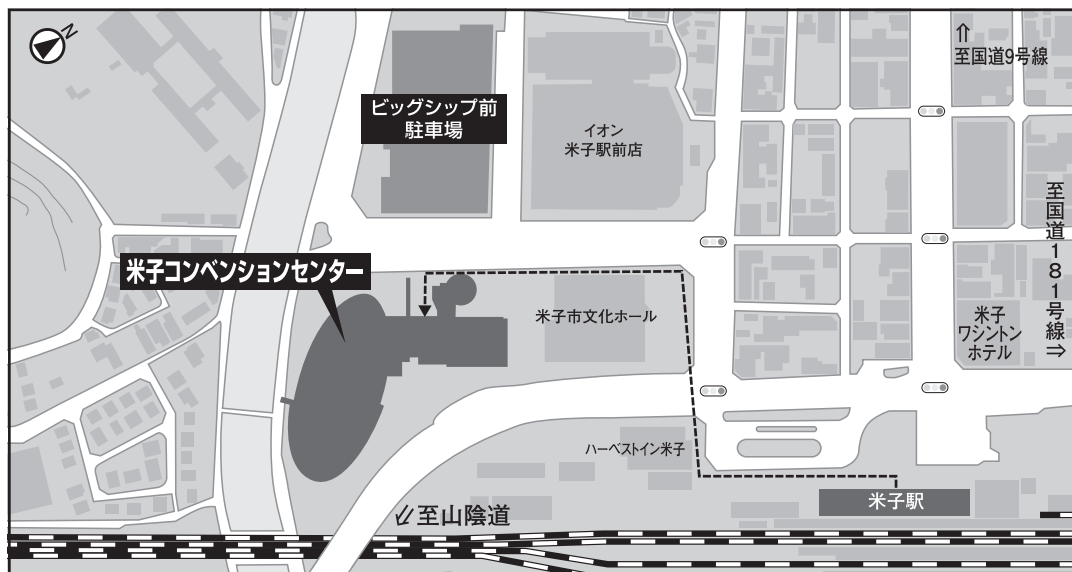 N
⇑
至国道9号線
ビッグシップ前
駐車場
イオン
米子駅前店
至国道181号線⇒
米子コンベンションセンター
米子市文化ホール
米子
ワシントン
ホテル
ハーベストイン米子
米子駅
⇙至山陰道